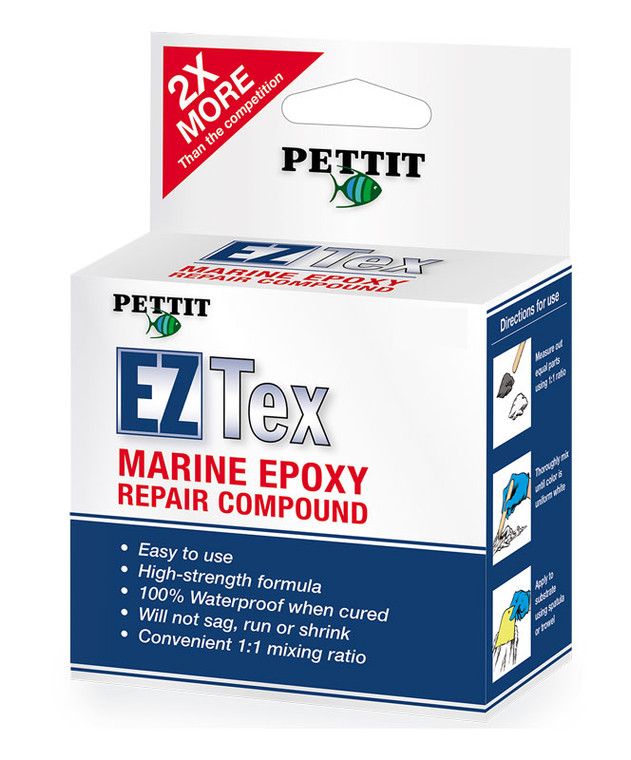 2X
MORE
Than the competition
PETTIT
EZTex
MARINE EPOXY
REPAIR COMPOUND
PETTIT
EZTex
MARINE EPOXY
REPAIR COMPOUND
• Easy to use
• High-strength formula
• 100% Waterproof when cured
• Will not sag, run or shrink
• Convenient 1:1 mixing ratio
Directions for use
Measure out
equal parts
using 1:1 ratio
Thoroughly mix
until color is
uniform white
Apply to
substrate
using spatula
or trowel